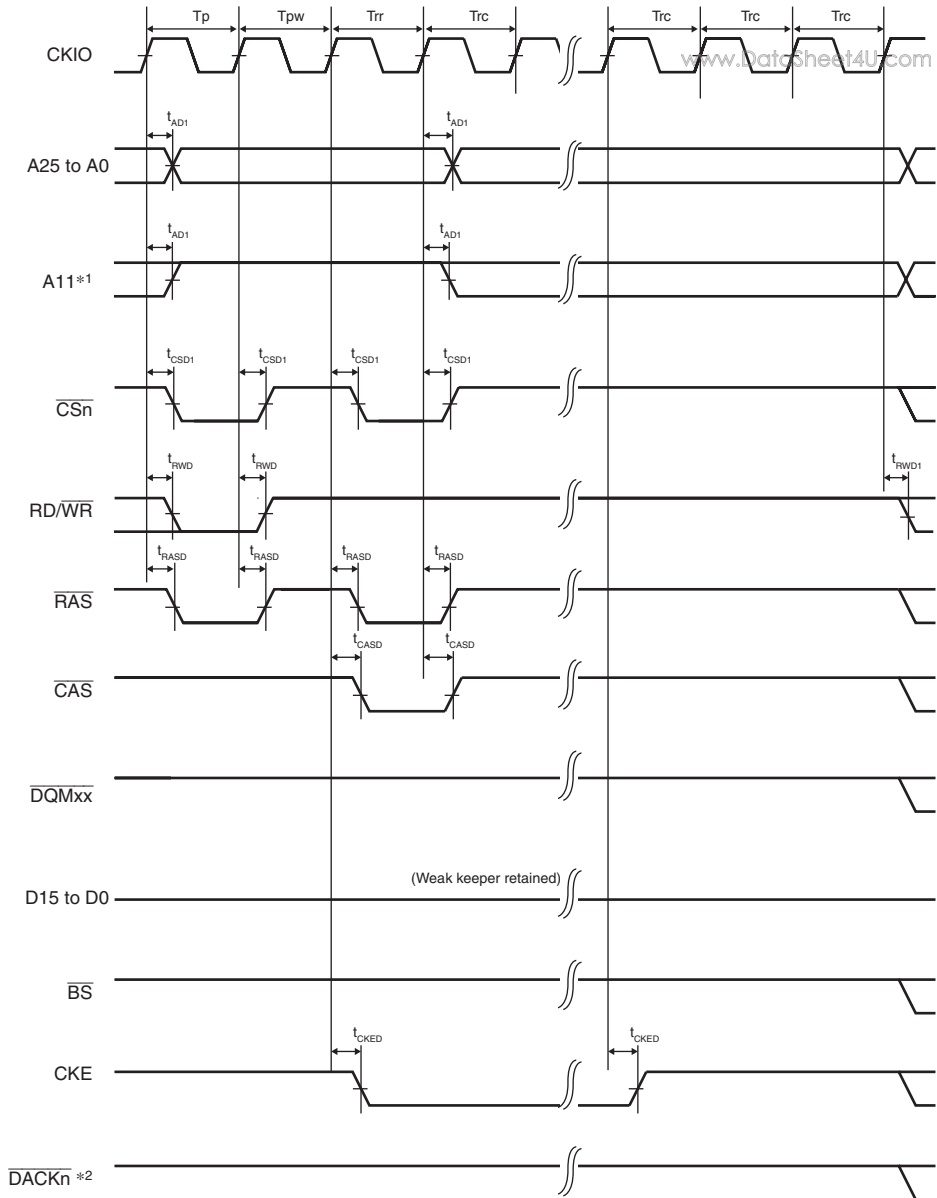 Tp Tpw Trr Trc Trc Trc Trc
CKIO
www.DataSheet4U.com
tAD1 tAD1
A25 to A0
tAD1 tAD1
A11*1
tCSD1 tCSD1 tCSD1 tCSD1
CSn
tRWD tRWD tRWD1
RD/WR
tRASD tRASD tRASD tRASD
RAS
tCASD tCASD
CAS
DQMxx
(Weak keeper retained)
D15 to D0
BS
tCKED tCKED
CKE
DACKn *2